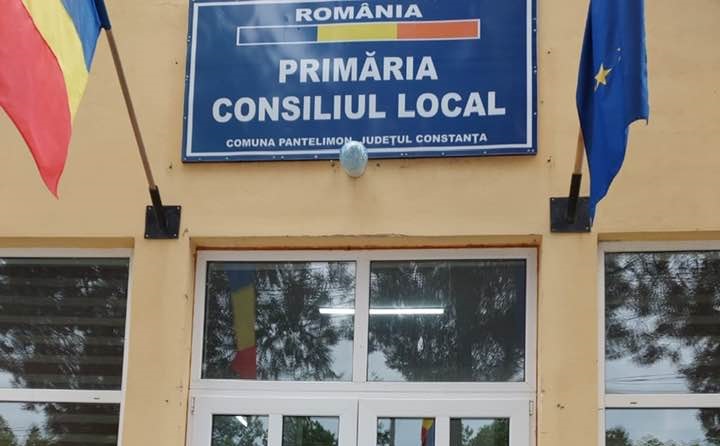 ROMÂNIA
PRIMĂRIA
CONSILIUL LOCAL
COMUNA PANTELIMON, JUDEȚUL CONSTANȚA